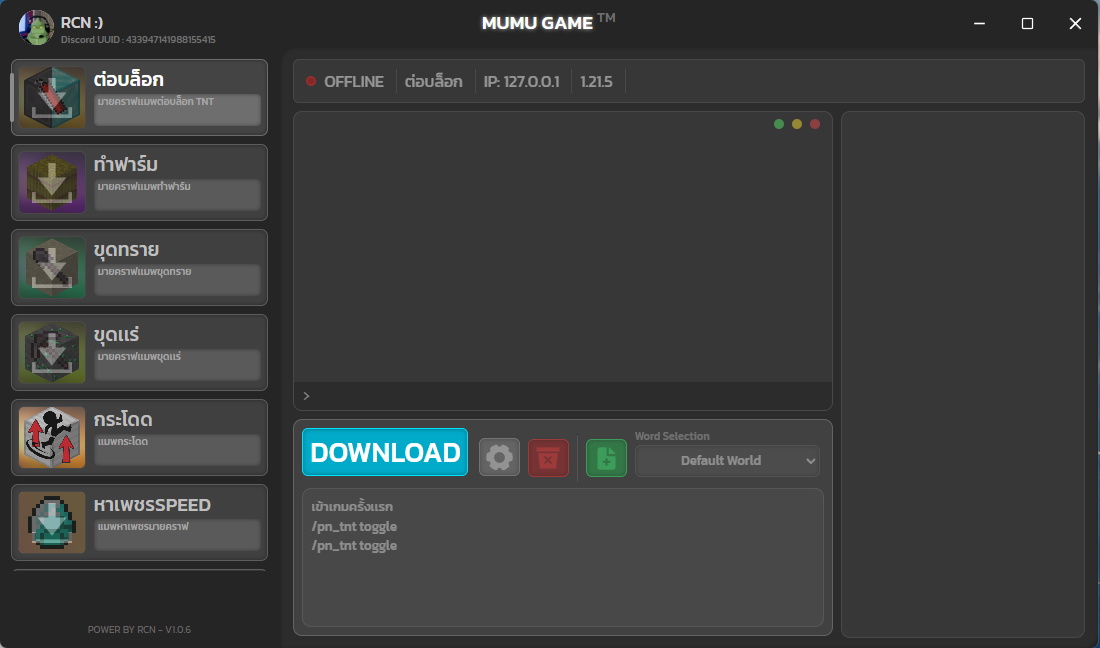 RCN :)
Discord UUID : 433947141988155415
MUMU GAME TM
ต่อบล็อก
มายคราฟแมพต่อบล็อก TNT
ทำฟาร์ม
มายคราฟแมพทำฟาร์ม
ขุดทราย
มายคราฟแมพขุดทราย
ขุดแร่
มายคราฟแมพขุดแร่
กระโดด
แมพกระโดด
หาเพชรSPEED
แมพหาเพชรมายคราฟ
POWER BY RCN - V1.0.6
OFFLINE ต่อบล็อก IP: 127.0.0.1 1.21.5
>
DOWNLOAD
Word Selection
Default World
เข้าเกมครั้งแรก
/pn_tnt toggle
/pn_tnt toggle